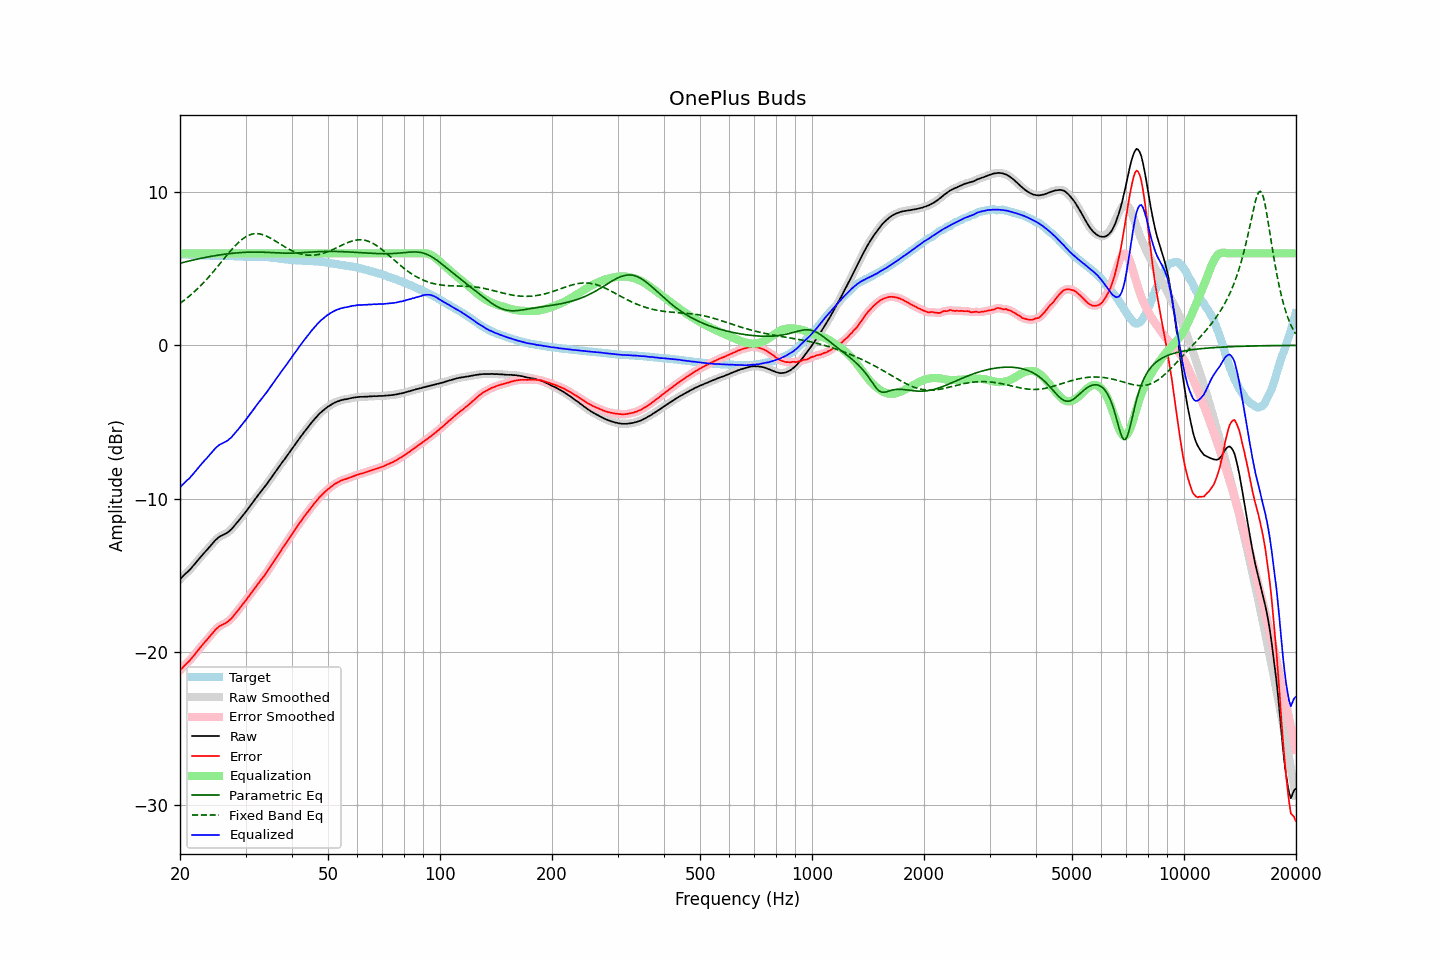 OnePlus Buds
Amplitude (dBr)
10
0
−10
−20
−30
Target
Raw Smoothed
Error Smoothed
Raw
Error
Equalization
Parametric Eq
Fixed Band Eq
Equalized
20 50 100 200 500 1000 2000 5000 10000 20000
Frequency (Hz)